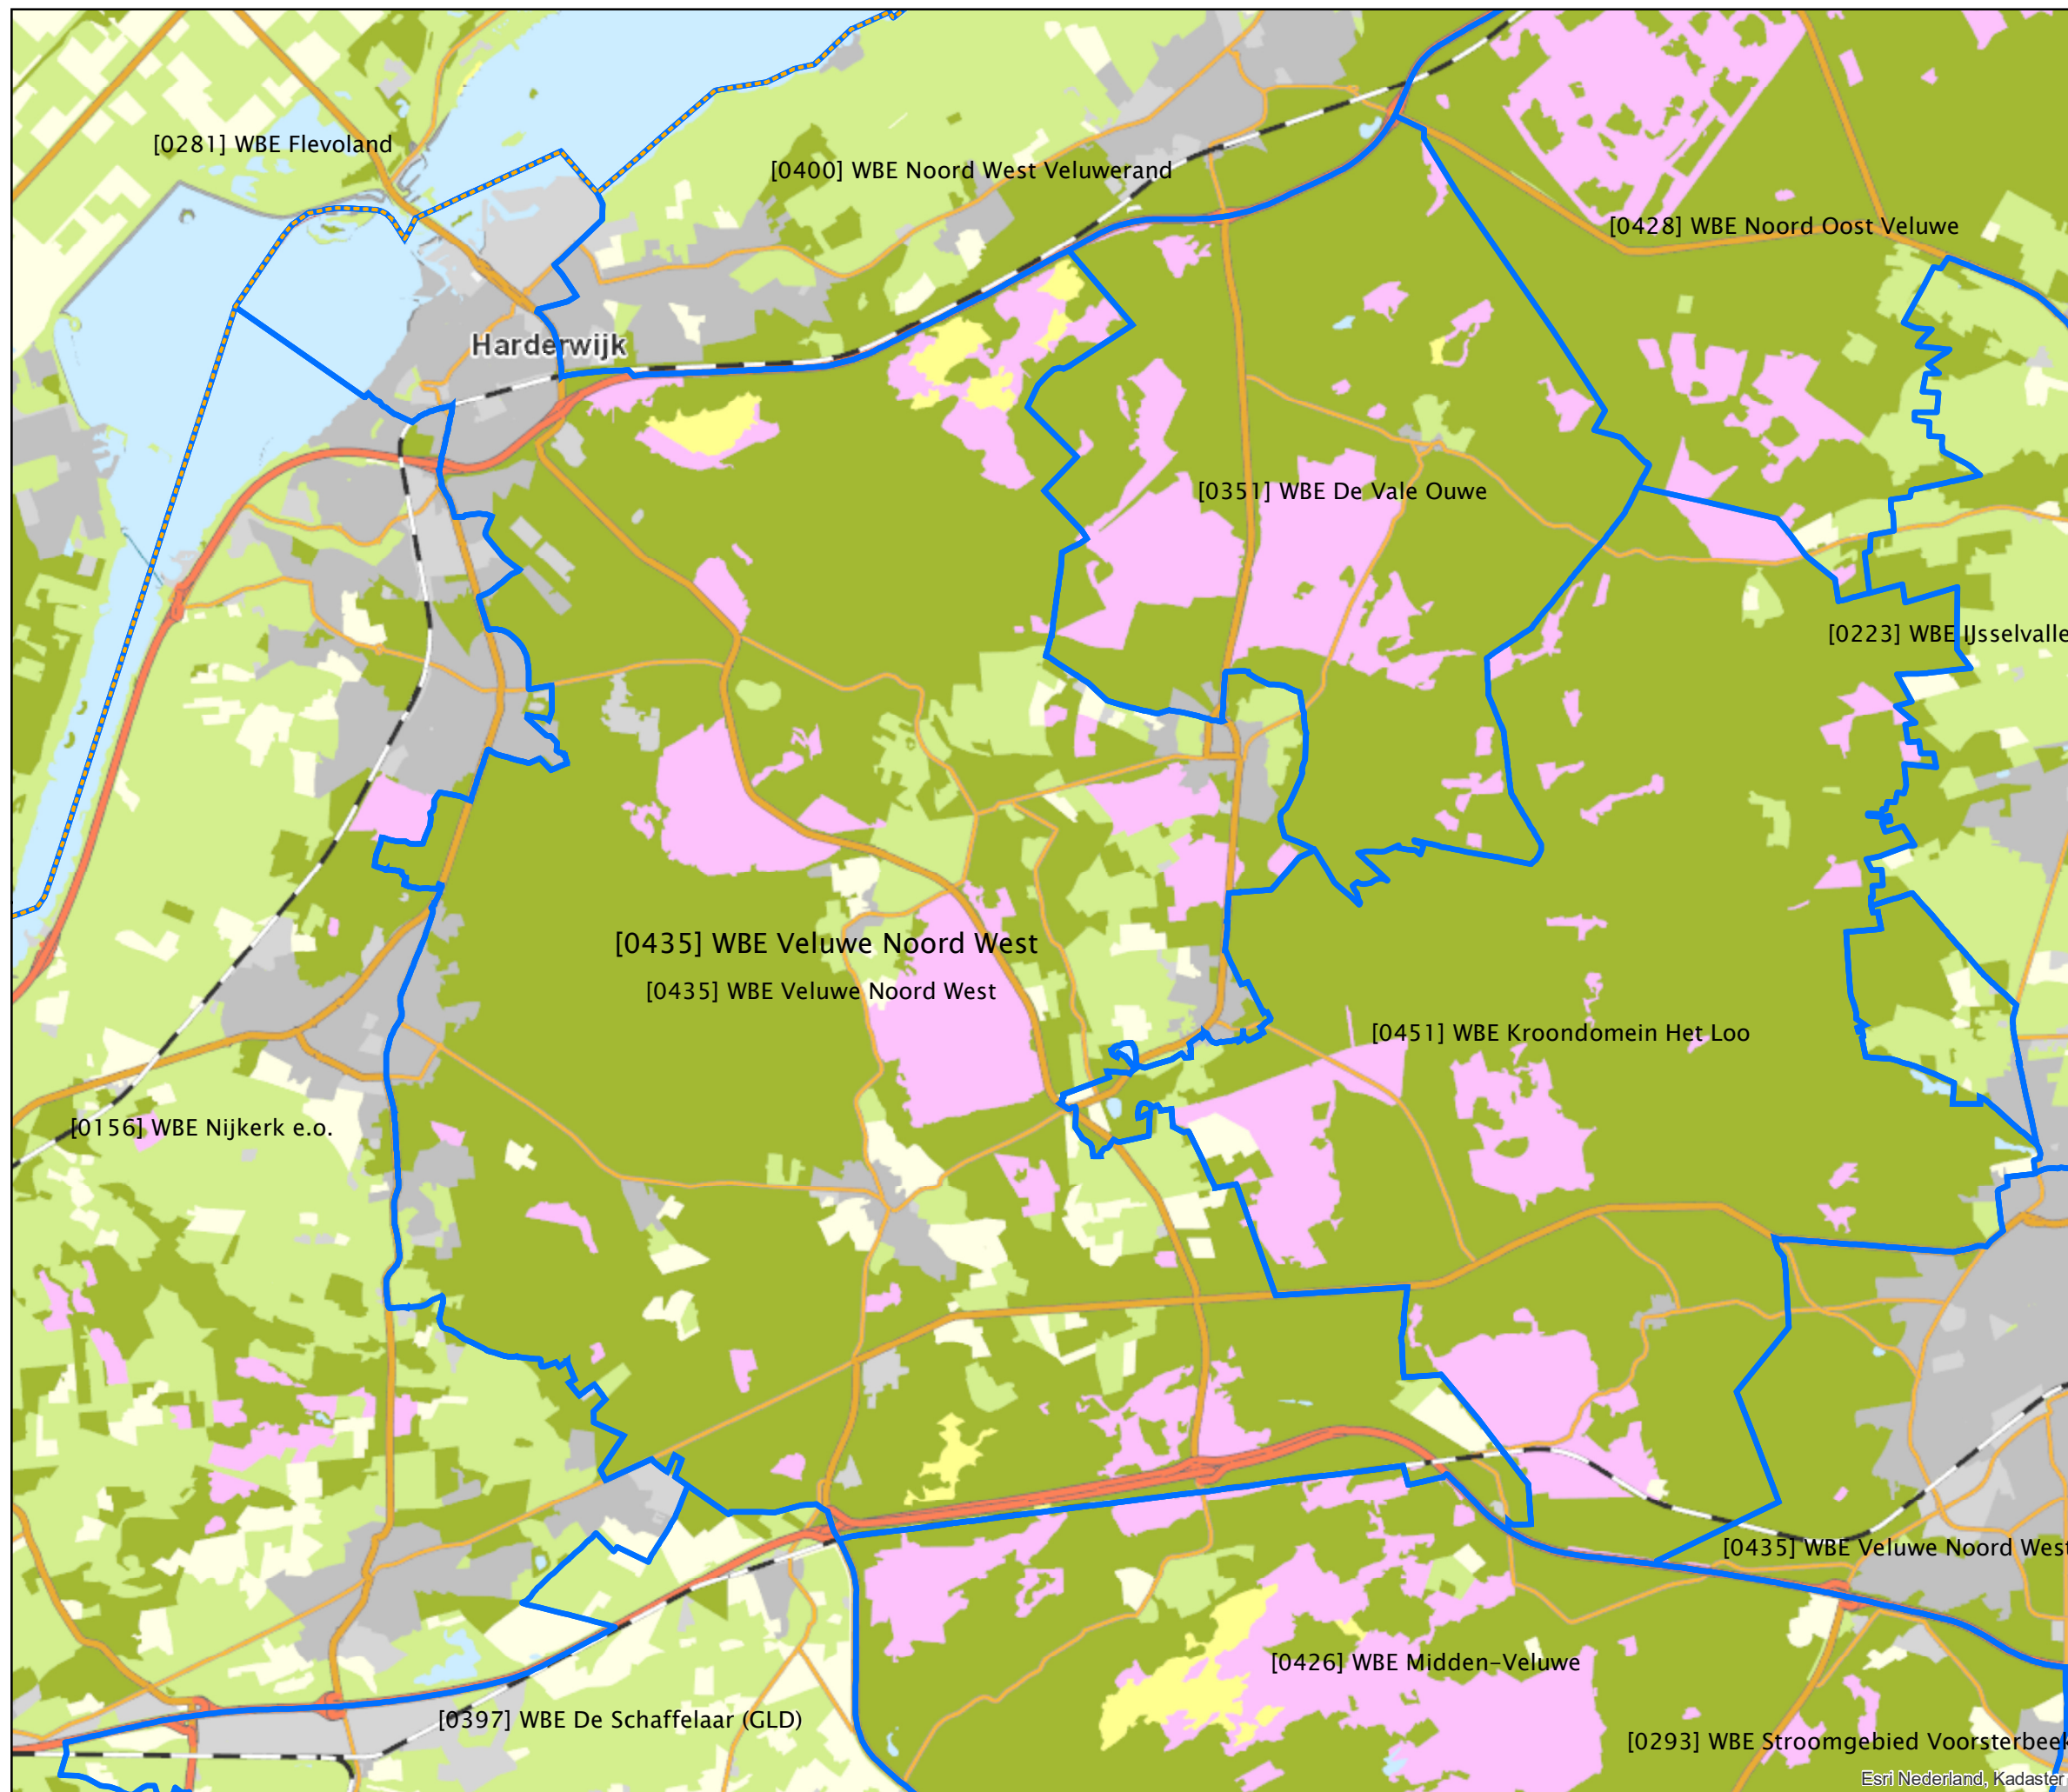 [0281] WBE Flevoland
[0400] WBE Noord West Veluwerand
[0428] WBE Noord Oost Veluwe
Harderwijk
[0351] WBE De Vale Ouwe
[0223] WBE IJsselvalle
[0435] WBE Veluwe Noord West
[0435] WBE Veluwe Noord West
[0451] WBE Kroondomein Het Loo
[0156] WBE Nijkerk e.o.
[0435] WBE Veluwe Noord West
[0426] WBE Midden-Veluwe
[0397] WBE De Schaffelaar (GLD)
[0293] WBE Stroomgebied Voorsterbeek
Esri Nederland, Kadaster